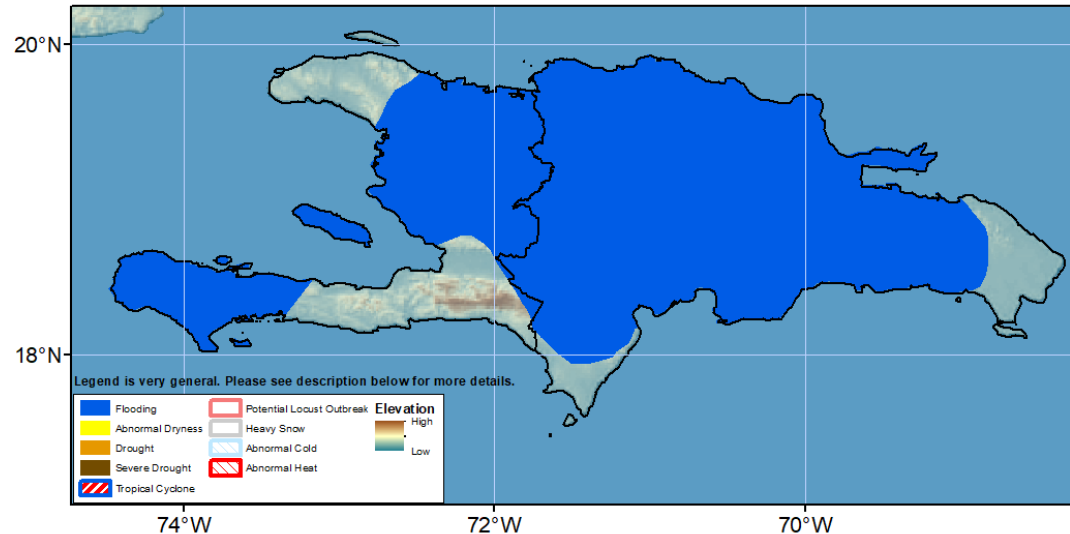 20°N
18°N
Legend is very general. Please see description below for more details.
Flooding
Abnormal Dryness
Drought
Severe Drought
Tropical Cyclone
Potential Locust Outbreak
Heavy Snow
Abnormal Cold
Abnormal Heat
Elevation
High
Low
74°W 72°W 70°W